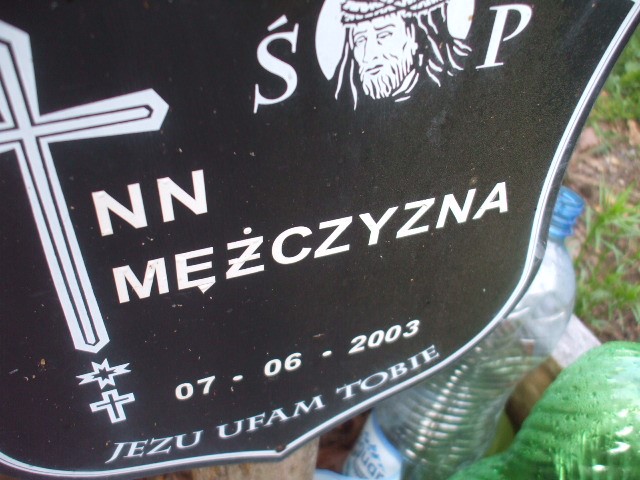 Ś P
NN
MĘŻCZYZNA
07 - 06 - 2003
JEZU UFAM TOBIE